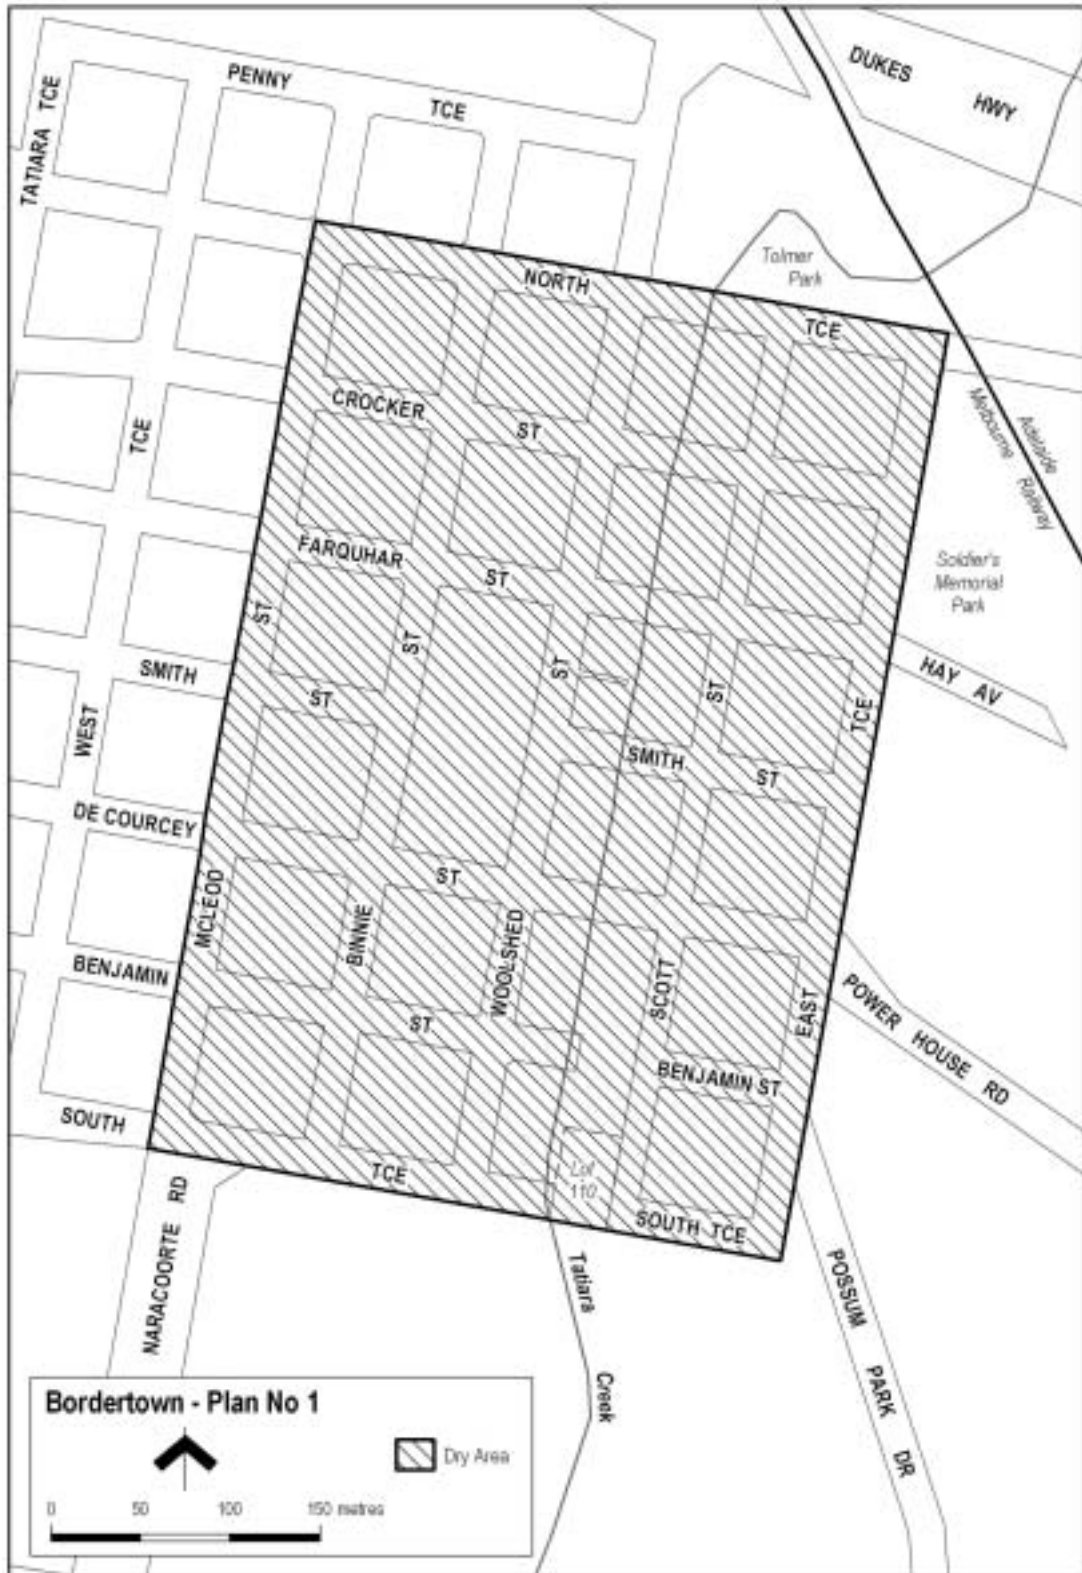 DUKES
HWY
PENNY
TCE
TATIARA TCE
Tolmer
Park
NORTH
TCE
CROCKER
ST
TCE
Adelaide
Melbourne Railway
FARQUHAR
ST
Soldier's
Memorial
Park
ST
ST
ST
ST
HAY AV
SMITH
ST
TCE
WEST
SMITH
ST
DE COURCEY
ST
MCLEOD
BINNIE
WOOLSHED
SCOTT
EAST
BENJAMIN
ST
POWER HOUSE RD
BENJAMIN ST
SOUTH
TCE
Lot
110
SOUTH TCE
NARACOORTE RD
Tatiara
Creek
POSSUM PARK DR
Bordertown - Plan No 1
Dry Area
0 50 100 150 metres